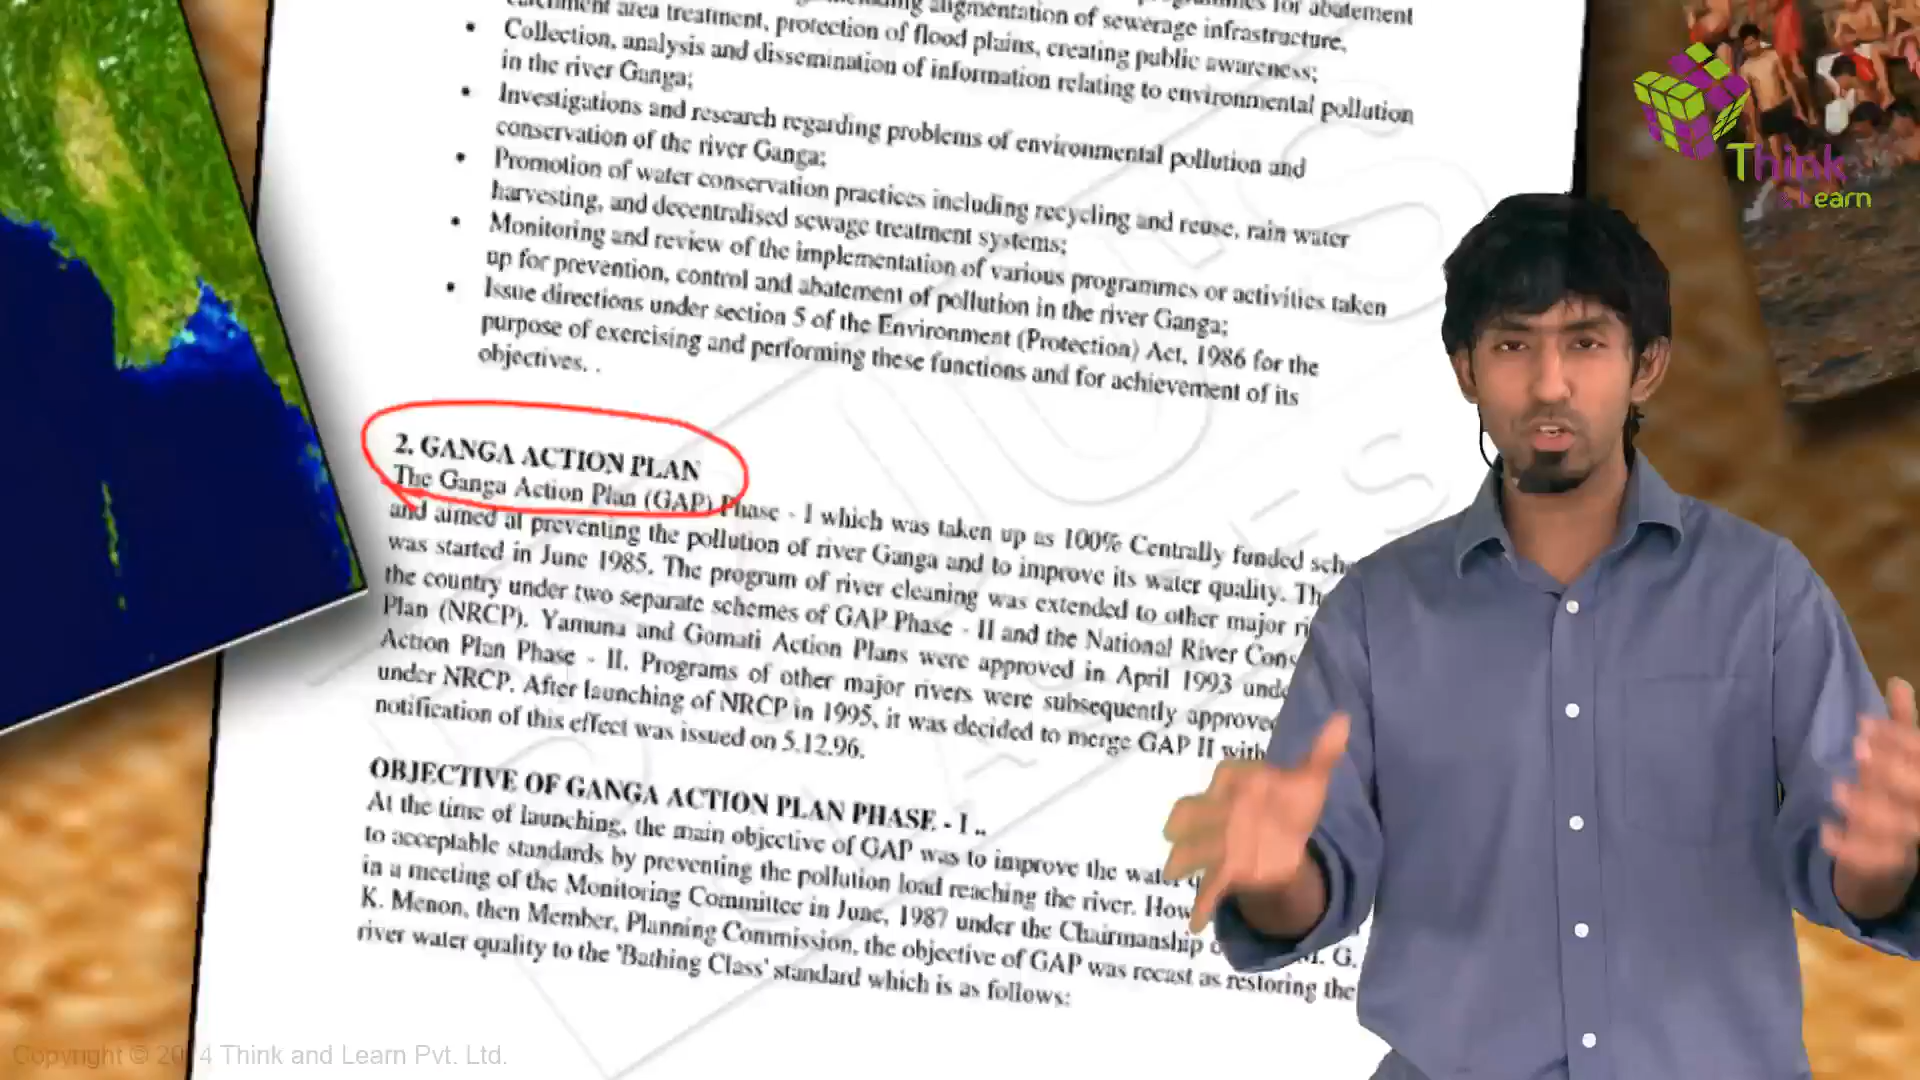 for abatement
augmentation of sewerage infrastructure,
catchment area treatment, protection of flood plains, creating public awareness;
• Collection, analysis and dissemination of information relating to environmental pollution
in the river Ganga;
• Investigations and research regarding problems of environmental pollution and
conservation of the river Ganga;
• Promotion of water conservation practices including recycling and reuse, rain water
harvesting, and decentralised sewage treatment systems;
• Monitoring and review of the implementation of various programmes or activities taken
up for prevention, control and abatement of pollution in the river Ganga;
• Issue directions under section 5 of the Environment (Protection) Act, 1986 for the
purpose of exercising and performing these functions and for achievement of its
objectives. .
2. GANGA ACTION PLAN
The Ganga Action Plan (GAP) Phase - I which was taken up as 100% Centrally funded
and aimed at preventing the pollution of river Ganga and to improve its water quality.
was started in June 1985. The program of river cleaning was extended to other major
the country under two separate schemes of GAP Phase - II and the National River
Plan (NRCP). Yamuna and Gomati Action Plans were approved in April 1993
Action Plan Phase - II. Programs of other major rivers were subsequently
under NRCP. After launching of NRCP in 1995, it was decided to merge GAP II with
notification of this effect was issued on 5.12.96.
OBJECTIVE OF GANGA ACTION PLAN PHASE - I ..
At the time of launching, the main objective of GAP was to improve the water
to acceptable standards by preventing the pollution load reaching the river.
in a meeting of the Monitoring Committee in June, 1987 under the Chairmanship G.
K. Menon, then Member, Planning Commission, the objective of GAP was recast as restoring the
river water quality to the 'Bathing Class' standard which is as follows:
Think
& Learn
Copyright © 2014 Think and Learn Pvt. Ltd.